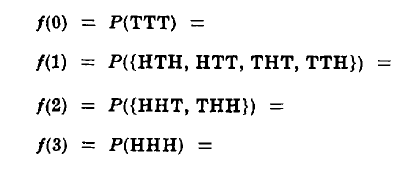 f(0) = P(TTT) =
f(1) = P({HTH, HTT, THT, TTH}) =
f(2) = P({HHT, THH}) =
f(3) = P(HHH) =